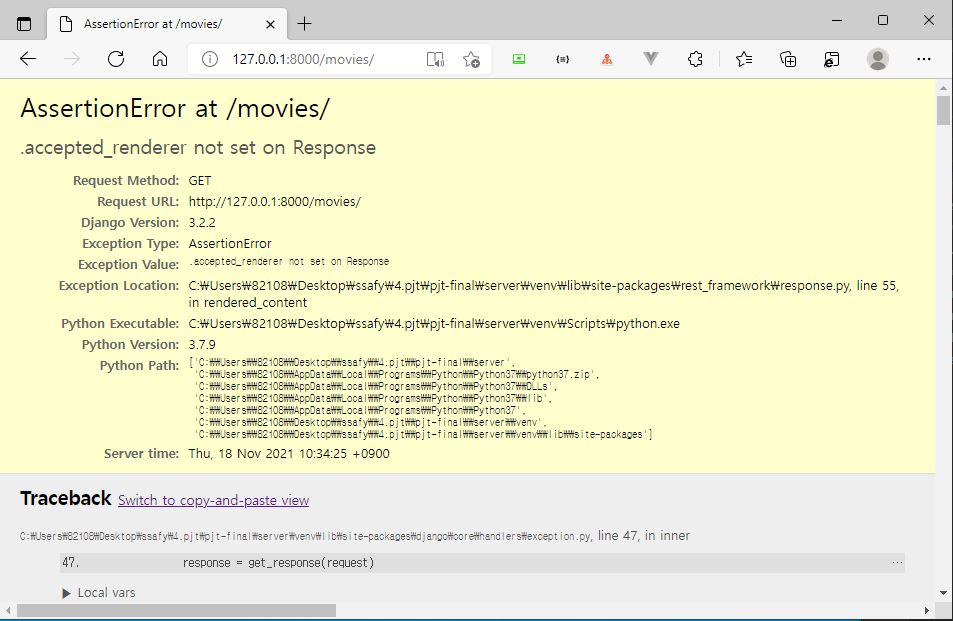 AssertionError at /movies/
127.0.0.1:8000/movies/
AssertionError at /movies/
.accepted_renderer not set on Response
Request Method: GET
Request URL: http://127.0.0.1:8000/movies/
Django Version: 3.2.2
Exception Type: AssertionError
Exception Value: .accepted_renderer not set on Response
Exception Location: C:₩Users₩82108₩Desktop₩ssafy₩4.pjt₩pjt-final₩server₩venv₩lib₩site-packages₩rest_framework₩response.py, line 55,
in rendered_content
Python Executable: C:₩Users₩82108₩Desktop₩ssafy₩4.pjt₩pjt-final₩server₩venv₩Scripts₩python.exe
Python Version: 3.7.9
Python Path: ['C:₩₩Users₩₩82108₩₩Desktop₩₩ssafy₩₩4.pjt₩₩pjt-final₩₩server',
'C:₩₩Users₩₩82108₩₩AppData₩₩Local₩₩Programs₩₩Python₩₩Python37₩₩python37.zip',
'C:₩₩Users₩₩82108₩₩AppData₩₩Local₩₩Programs₩₩Python₩₩Python37₩₩DLLs',
'C:₩₩Users₩₩82108₩₩AppData₩₩Local₩₩Programs₩₩Python₩₩Python37₩₩lib',
'C:₩₩Users₩₩82108₩₩AppData₩₩Local₩₩Programs₩₩Python₩₩Python37',
'C:₩₩Users₩₩82108₩₩Desktop₩₩ssafy₩₩4.pjt₩₩pjt-final₩₩server₩₩venv',
'C:₩₩Users₩₩82108₩₩Desktop₩₩ssafy₩₩4.pjt₩₩pjt-final₩₩server₩₩venv₩₩lib₩₩site-packages']
Server time: Thu, 18 Nov 2021 10:34:25 +0900
Traceback Switch to copy-and-paste view
C:₩Users₩82108₩Desktop₩ssafy₩4.pjt₩pjt-final₩server₩venv₩lib₩site-packages₩django₩core₩handlers₩exception.py, line 47, in inner
47. response = get_response(request) …
▶ Local vars